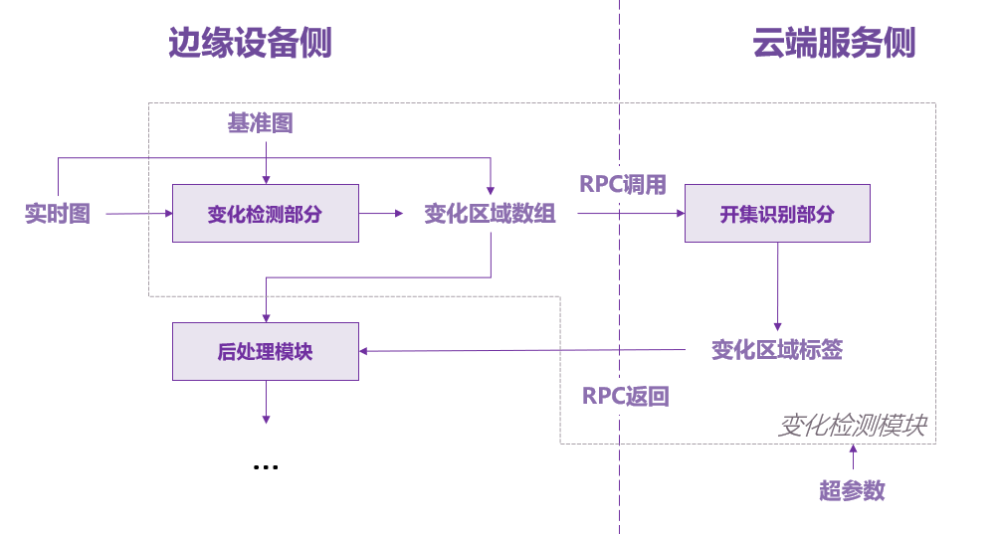 边缘设备侧
云端服务侧
基准图
实时图
变化检测部分
变化区域数组
RPC调用
开集识别部分
后处理模块
变化区域标签
RPC返回
变化检测模块
...
超参数